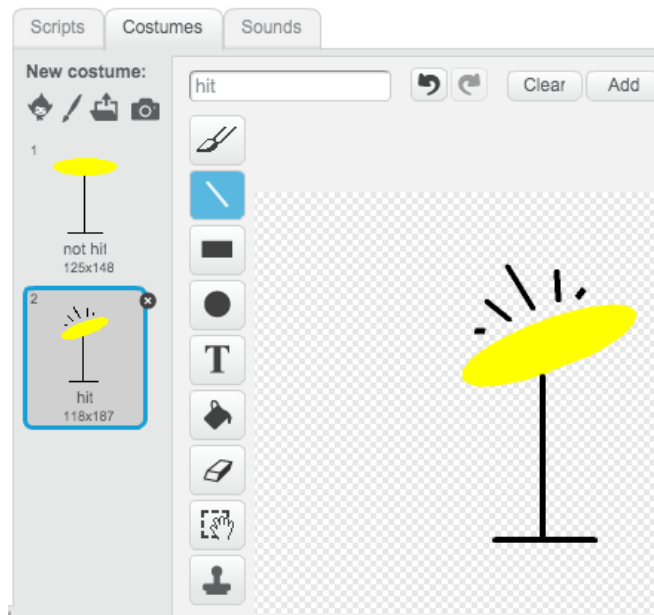 Scripts Costumes Sounds
New costume:
hit
Clear Add
1
not hit
125x148
2
hit
118x187
T